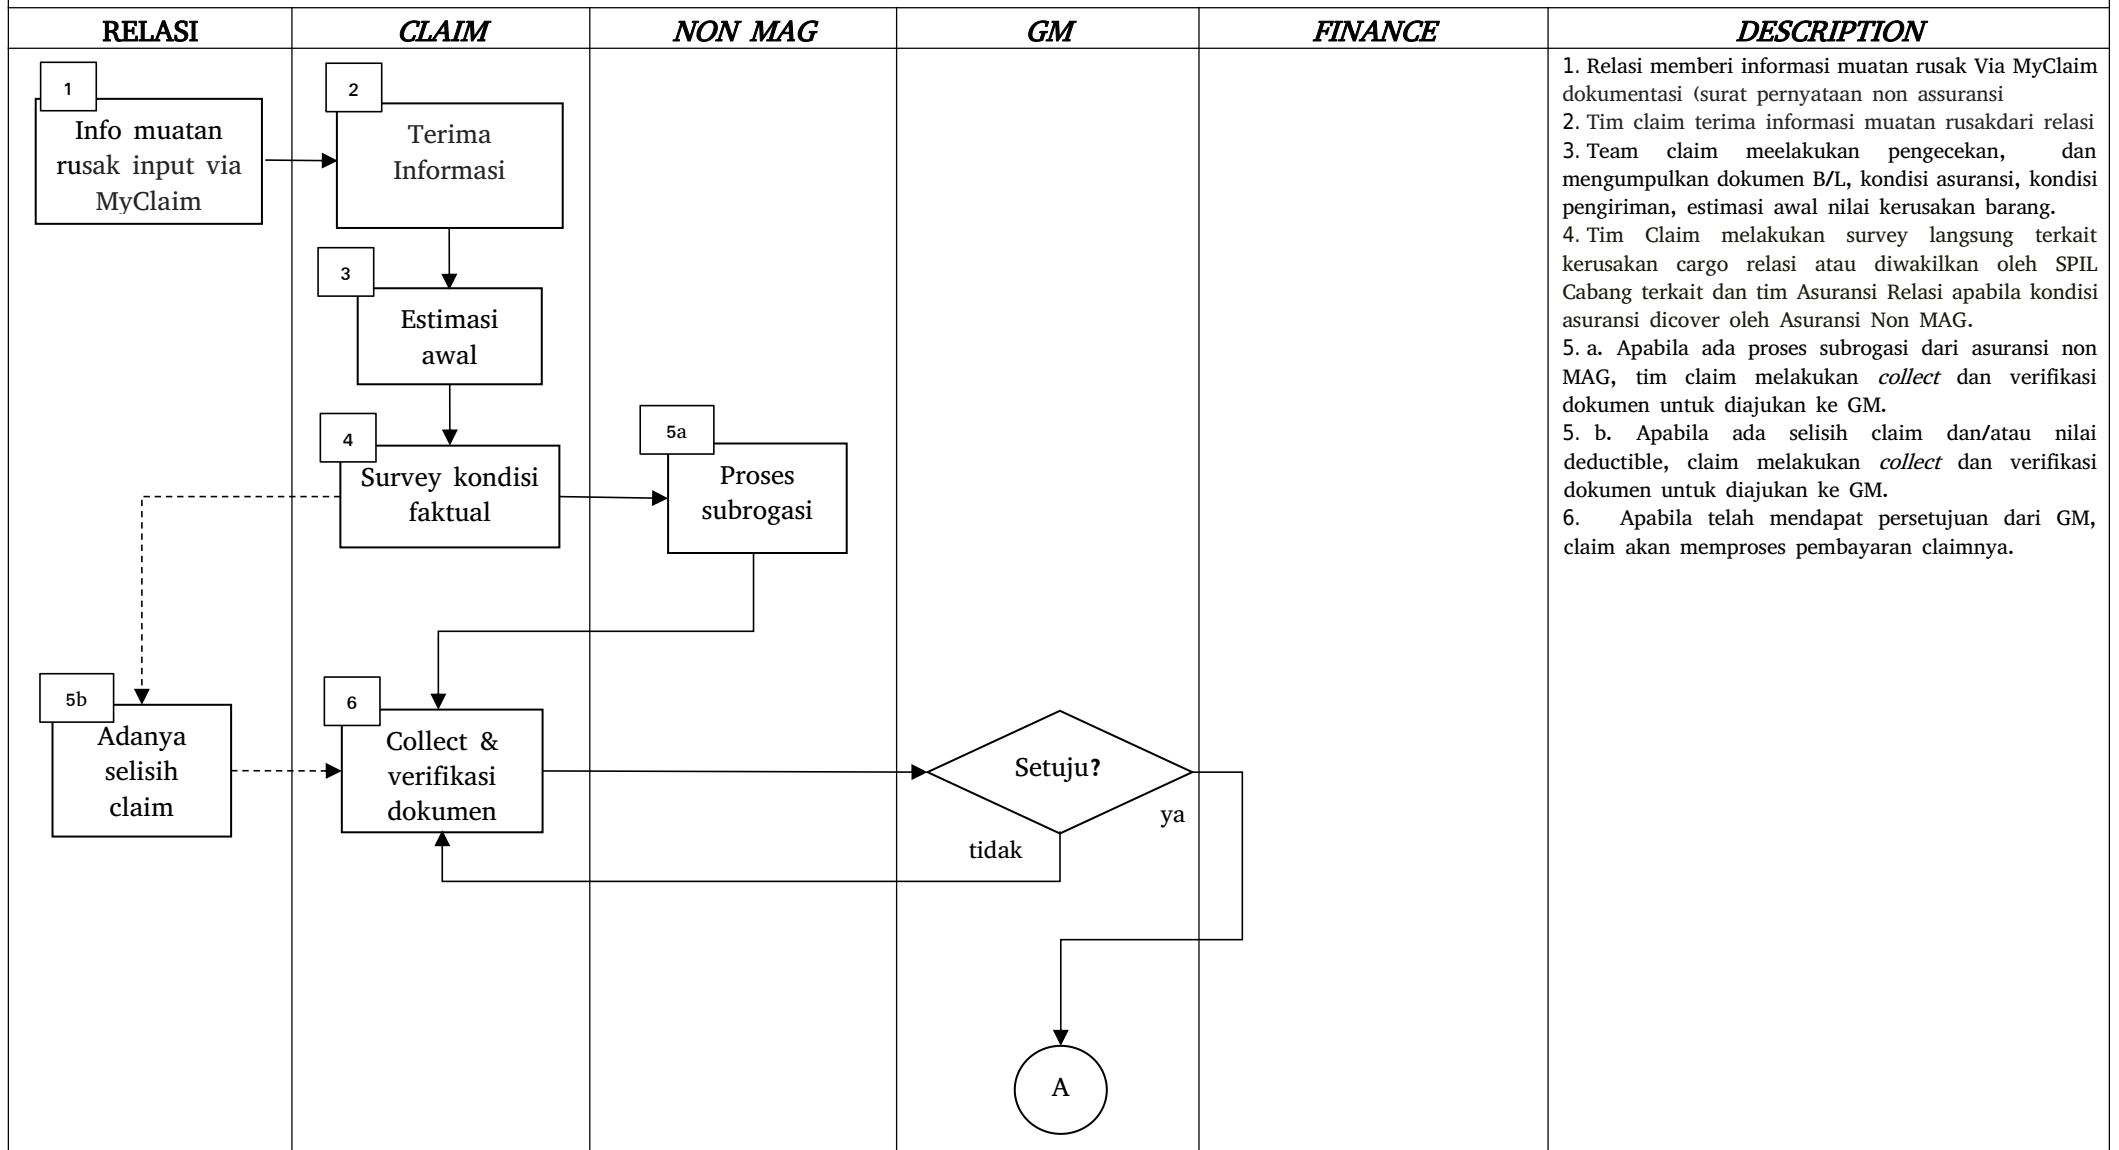 RELASI
CLAIM
NON MAG
GM
FINANCE
DESCRIPTION
1
Info muatan
rusak input via
MyClaim
2
Terima
Informasi
3
Estimasi
awal
4
Survey kondisi
faktual
5a
Proses
subrogasi
5b
Adanya
selisih
claim
6
Collect &
verifikasi
dokumen
Setuju?
ya
tidak
A
1. Relasi memberi informasi muatan rusak Via MyClaim
dokumentasi (surat pernyataan non assuransi
2. Tim claim terima informasi muatan rusakdari relasi
3. Team claim meelakukan pengecekan, dan
mengumpulkan dokumen B/L, kondisi asuransi, kondisi
pengiriman, estimasi awal nilai kerusakan barang.
4. Tim Claim melakukan survey langsung terkait
kerusakan cargo relasi atau diwakilkan oleh SPIL
Cabang terkait dan tim Asuransi Relasi apabila kondisi
asuransi dicover oleh Asuransi Non MAG.
5. a. Apabila ada proses subrogasi dari asuransi non
MAG, tim claim melakukan collect dan verifikasi
dokumen untuk diajukan ke GM.
5. b. Apabila ada selisih claim dan/atau nilai
deductible, claim melakukan collect dan verifikasi
dokumen untuk diajukan ke GM.
6. Apabila telah mendapat persetujuan dari GM,
claim akan memproses pembayaran claimnya.